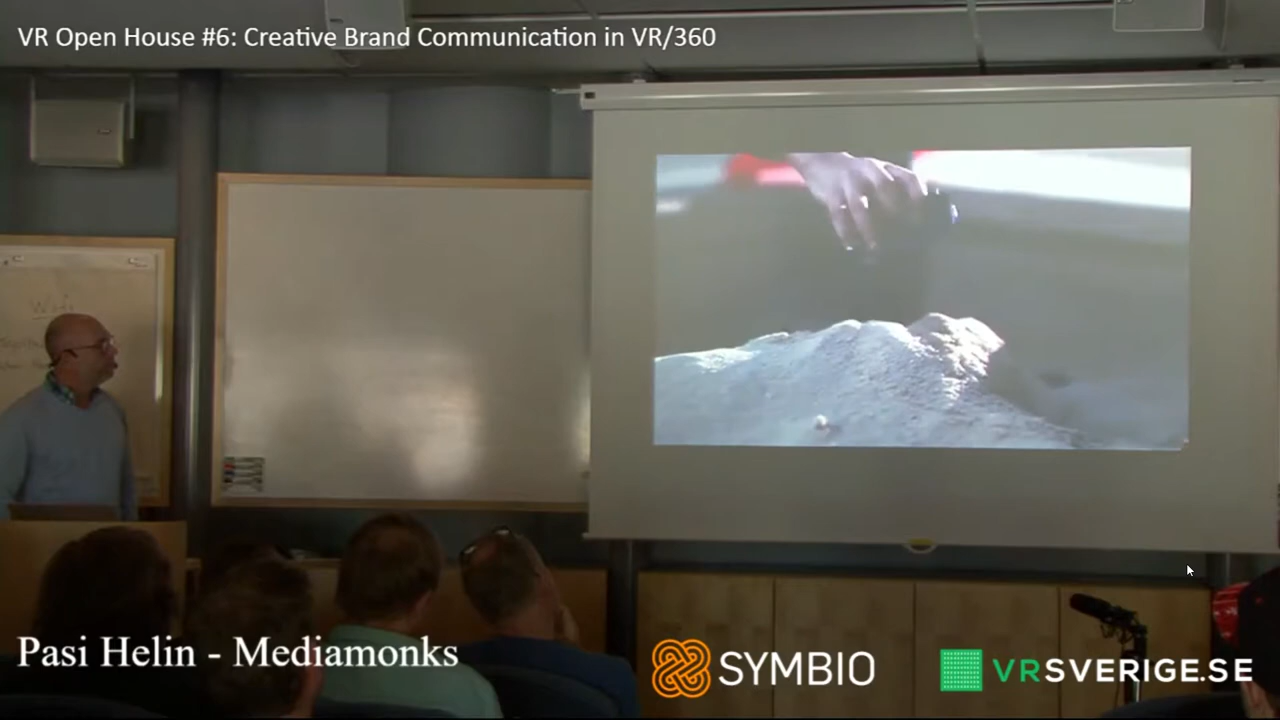 VR Open House #6: Creative Brand Communication in VR/360
Pasi Helin - Mediamonks
SYMBIO
VRSVERIGE.SE